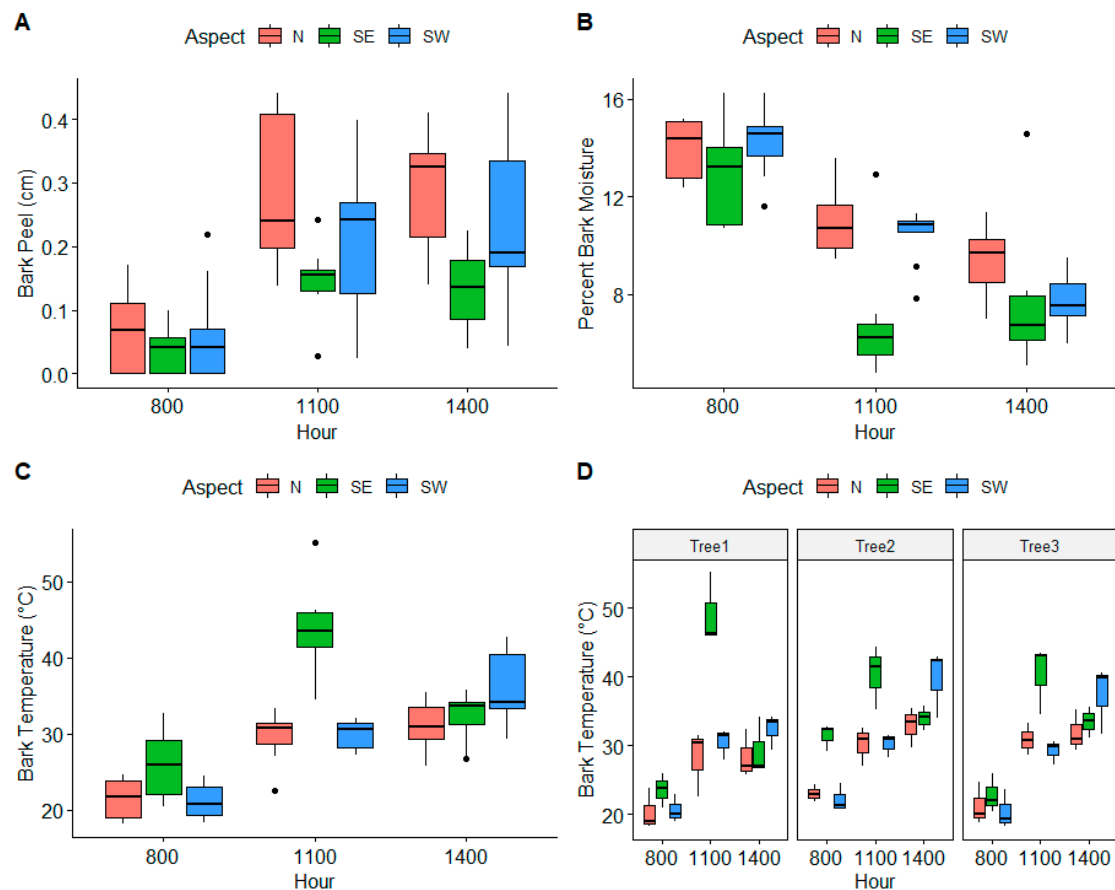 A
Aspect N SE SW
Bark Peel (cm)
0.4
0.3
0.2
0.1
0.0
800 1100 1400
Hour
B
Aspect N SE SW
Percent Bark Moisture
16
12
8
800 1100 1400
Hour
C
Aspect N SE SW
Bark Temperature (°C)
50
40
30
20
800 1100 1400
Hour
D
Aspect N SE SW
Tree1 Tree2 Tree3
Bark Temperature (°C)
50
40
30
20
800 1100 1400 800 1100 1400 800 1100 1400
Hour